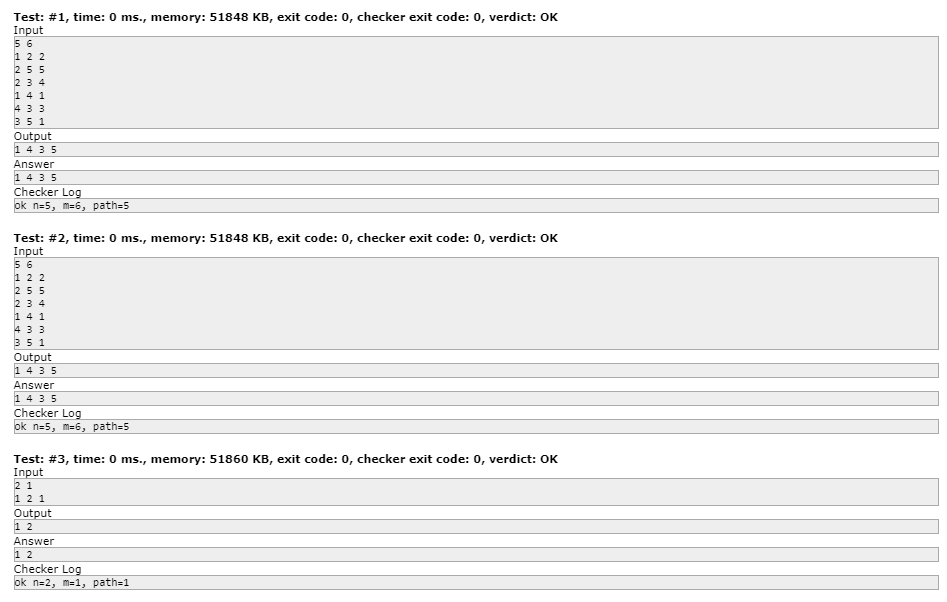 Test: #1, time: 0 ms., memory: 51848 KB, exit code: 0, checker exit code: 0, verdict: OK
Input
5 6
1 2 2
2 5 5
2 3 4
1 4 1
4 3 3
3 5 1
Output
1 4 3 5
Answer
1 4 3 5
Checker Log
ok n=5, m=6, path=5
Test: #2, time: 0 ms., memory: 51848 KB, exit code: 0, checker exit code: 0, verdict: OK
Input
5 6
1 2 2
2 5 5
2 3 4
1 4 1
4 3 3
3 5 1
Output
1 4 3 5
Answer
1 4 3 5
Checker Log
ok n=5, m=6, path=5
Test: #3, time: 0 ms., memory: 51860 KB, exit code: 0, checker exit code: 0, verdict: OK
Input
2 1
1 2 1
Output
1 2
Answer
1 2
Checker Log
ok n=2, m=1, path=1